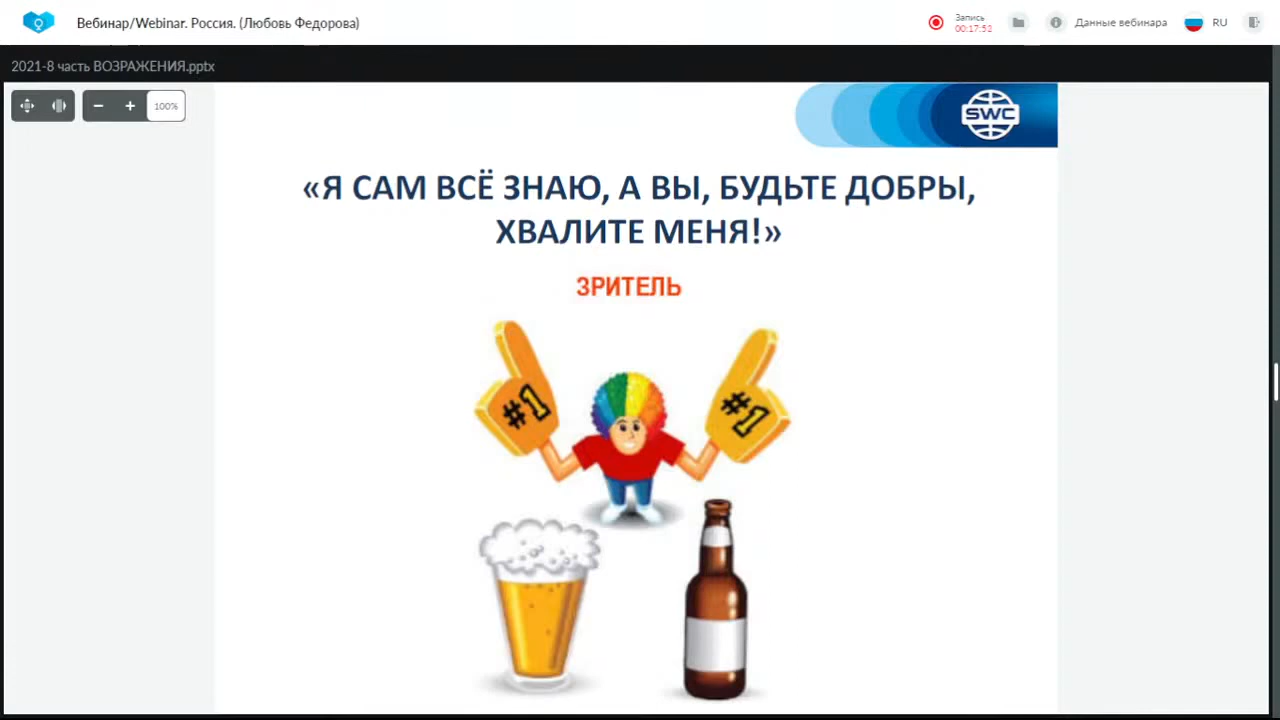 Вебинар/Webinar. Россия. (Любовь Федорова)
Запись
00:17:52
Данные вебинара
RU
2021-8 часть ВОЗРАЖЕНИЯ.pptx
100%
SWC
«Я САМ ВСЁ ЗНАЮ, А ВЫ, БУДЬТЕ ДОБРЫ,
ХВАЛИТЕ МЕНЯ!»
ЗРИТЕЛЬ
#1
#1